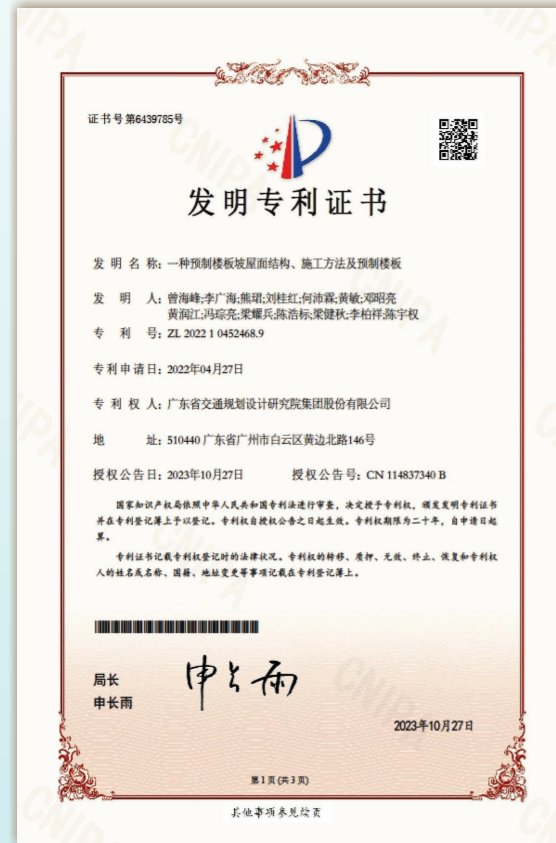 证书号第6439785号
发明专利证书
发 明 名 称：一种预制楼板坡屋面结构、施工方法及预制楼板
发 明 人：曾海峰;李广海;熊珺;刘桂红;何沛霖;黄敏;邓昭亮
黄润江;冯琮亮;梁耀兵;陈浩标;梁健秋;李柏祥;陈宇权
专 利 号：ZL 2022 1 0452468.9
专利申请日：2022年04月27日
专 利 权 人：广东省交通规划设计研究院集团股份有限公司
地 址：510440 广东省广州市白云区黄边北路146号
授权公告日：2023年10月27日 授权公告号：CN 114837340 B
国家知识产权局依照中华人民共和国专利法进行审查，决定授予专利权，颁发发明专利证书
并在专利登记簿上予以登记。专利权自授权公告之日起生效。专利权期限为二十年，自申请日起
算。
专利证书记载专利权登记时的法律状况。专利权的转移、质押、无效、终止、恢复和专利权
人的姓名或名称、国籍、地址变更等事项记载在专利登记簿上。
局长
申长雨
申长雨
2023年10月27日
第 1 页 (共 3 页)
其他事项参见续页
CNIPA